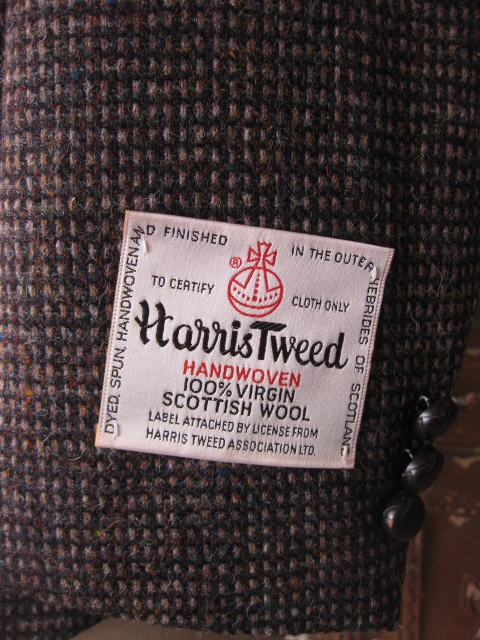 DYED, SPUN, HANDWOVEN AND FINISHED IN THE OUTER HEBRIDES OF SCOTLAND
®
TO CERTIFY CLOTH ONLY
Harris Tweed
HANDWOVEN
100% VIRGIN
SCOTTISH WOOL
LABEL ATTACHED BY LICENSE FROM
HARRIS TWEED ASSOCIATION LTD.